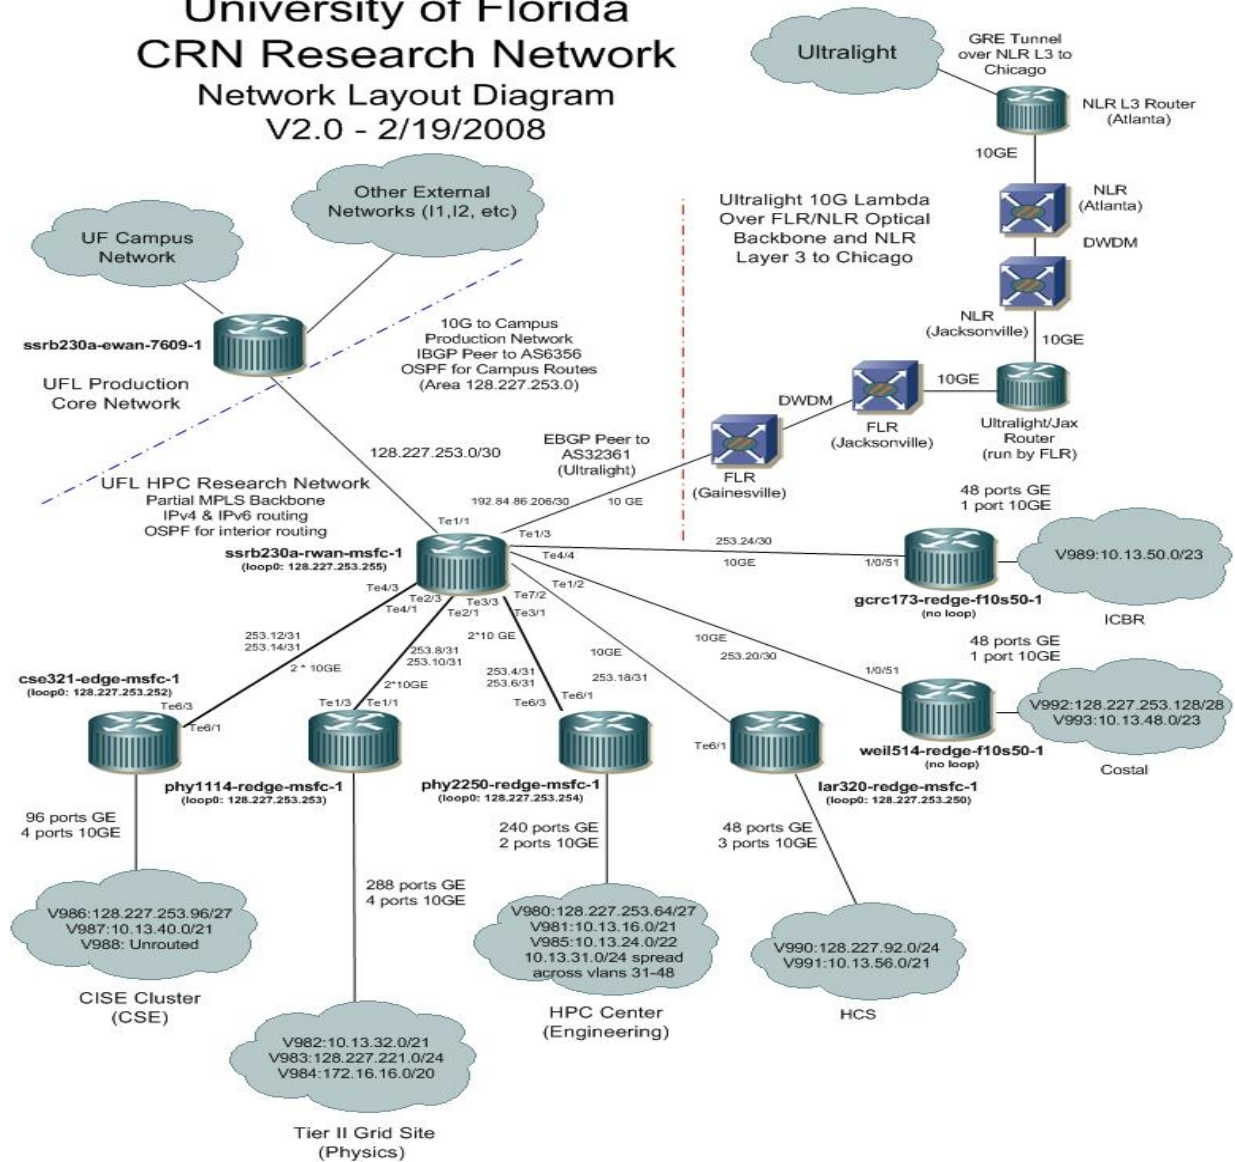 University of Florida
CRN Research Network
Network Layout Diagram
V2.0 - 2/19/2008
Ultralight
GRE Tunnel
over NLR L3 to
Chicago
NLR L3 Router
(Atlanta)
10GE
NLR
(Atlanta)
DWDM
NLR
(Jacksonville)
10GE
Ultralight 10G Lambda
Over FLR/NLR Optical
Backbone and NLR
Layer 3 to Chicago
Other External
Networks (I1,I2, etc)
UF Campus
Network
ssrb230a-ewan-7609-1
UFL Production
Core Network
10G to Campus
Production Network
IBGP Peer to AS6356
OSPF for Campus Routes
(Area 128.227.253.0)
10GE
Ultralight/Jax
Router
(run by FLR)
FLR
(Jacksonville)
DWDM
FLR
(Gainesville)
EBGP Peer to
AS32361
(Ultralight)
128.227.253.0/30
192.84.86.206/30
10 GE
UFL HPC Research Network
Partial MPLS Backbone
IPv4 & IPv6 routing
OSPF for interior routing
ssrb230a-rwan-msfc-1
(loop0: 128.227.253.255)
Te1/1
Te1/3
Te4/4
Te1/2
Te4/3
Te2/3
Te4/1
Te3/3
Te2/1
Te7/2
Te3/1
253.24/30
10GE
1/0/51
48 ports GE
1 port 10GE
V989:10.13.50.0/23
gcrc173-redge-f10s50-1
(no loop)
ICBR
10GE
253.20/30
1/0/51
48 ports GE
1 port 10GE
V992:128.227.253.128/28
V993:10.13.48.0/23
weil514-redge-f10s50-1
(no loop)
Costal
253.12/31
253.14/31
2 * 10GE
cse321-edge-msfc-1
(loop0: 128.227.253.252)
Te6/3
Te6/1
253.8/31
253.10/31
2*10GE
Te1/3
Te1/1
2*10 GE
253.4/31
253.6/31
Te6/1
Te6/3
10GE
253.18/31
Te6/1
phy1114-redge-msfc-1
(loop0: 128.227.253.253)
phy2250-redge-msfc-1
(loop0: 128.227.253.254)
lar320-redge-msfc-1
(loop0: 128.227.253.250)
96 ports GE
4 ports 10GE
288 ports GE
4 ports 10GE
240 ports GE
2 ports 10GE
48 ports GE
3 ports 10GE
V986:128.227.253.96/27
V987:10.13.40.0/21
V988: Unrouted
CISE Cluster
(CSE)
V982:10.13.32.0/21
V983:128.227.221.0/24
V984:172.16.16.0/20
Tier II Grid Site
(Physics)
V980:128.227.253.64/27
V981:10.13.16.0/21
V985:10.13.24.0/22
10.13.31.0/24 spread
across vlans 31-48
HPC Center
(Engineering)
V990:128.227.92.0/24
V991:10.13.56.0/21
HCS